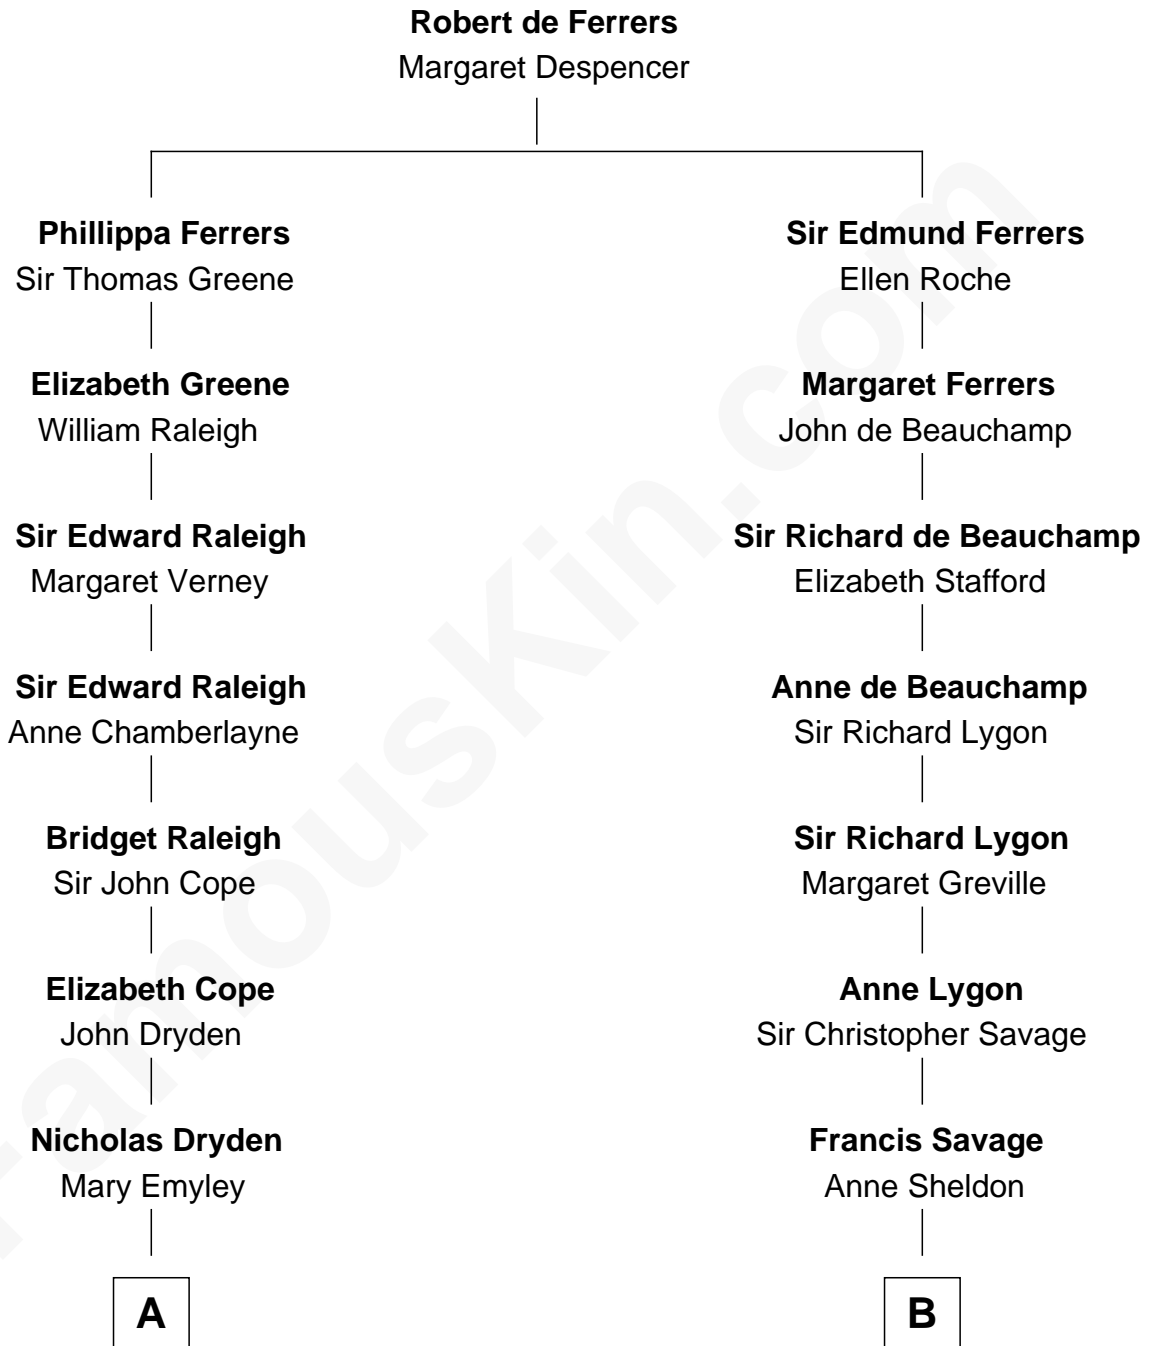 Robert de Ferrers
Margaret Despencer
Phillippa Ferrers
Sir Thomas Greene
Elizabeth Greene
William Raleigh
Sir Edward Raleigh
Margaret Verney
Sir Edward Raleigh
Anne Chamberlayne
Bridget Raleigh
Sir John Cope
Elizabeth Cope
John Dryden
Nicholas Dryden
Mary Emyley
A
Sir Edmund Ferrers
Ellen Roche
Margaret Ferrers
John de Beauchamp
Sir Richard de Beauchamp
Elizabeth Stafford
Anne de Beauchamp
Sir Richard Lygon
Sir Richard Lygon
Margaret Greville
Anne Lygon
Sir Christopher Savage
Francis Savage
Anne Sheldon
B
FamousKin.com